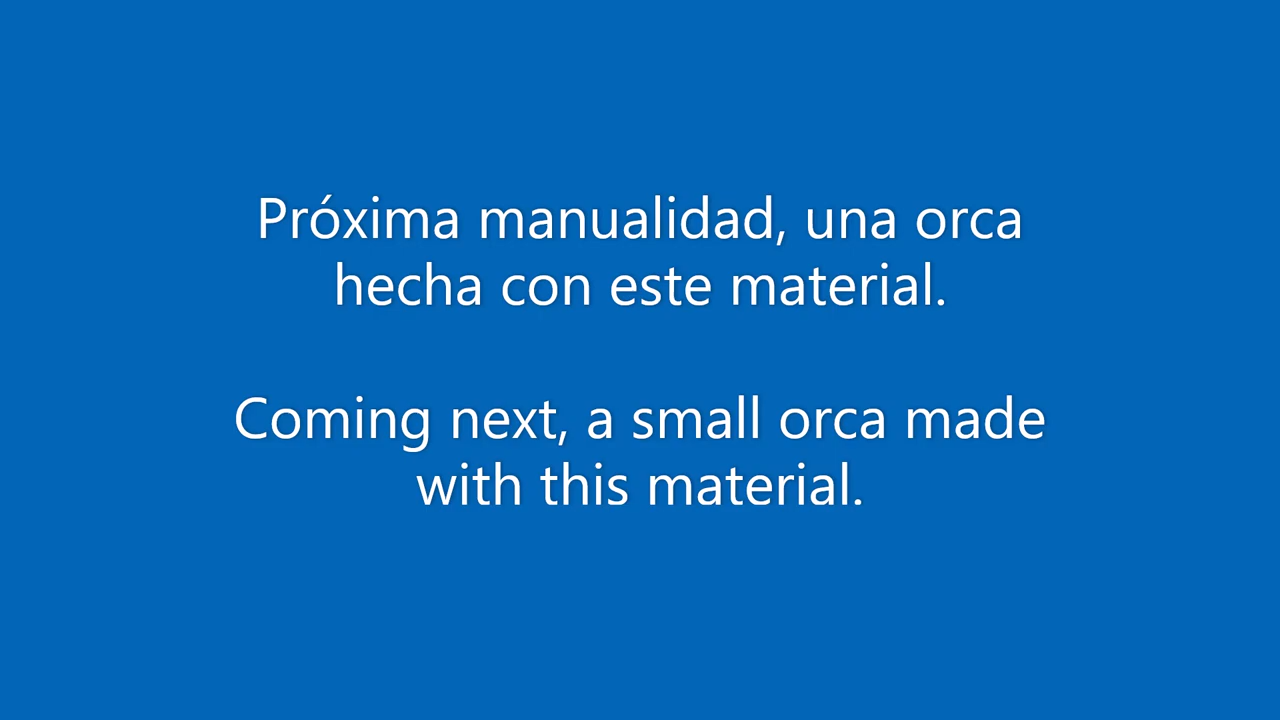 Próxima manualidad, una orca
hecha con este material.
Coming next, a small orca made
with this material.